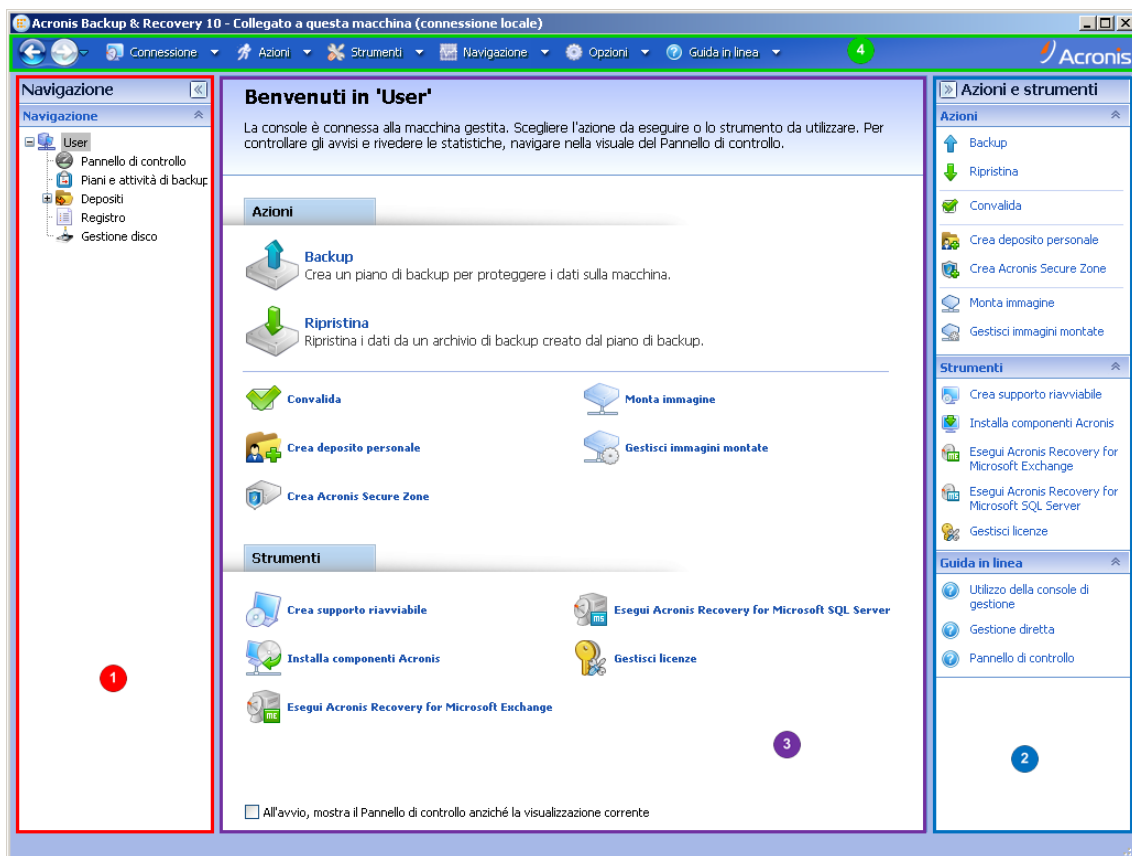 Acronis Backup & Recovery 10 - Collegato a questa macchina (connessione locale)
Connessione Azioni Strumenti Navigazione Opzioni Guida in linea 4 Acronis
Navigazione
Navigazione
User
Pannello di controllo
Piani e attività di backup
Depositi
Registro
Gestione disco
1
Benvenuti in 'User'
La console è connessa alla macchina gestita. Scegliere l'azione da eseguire o lo strumento da utilizzare. Per
controllare gli avvisi e rivedere le statistiche, navigare nella visuale del Pannello di controllo.
Azioni
Backup
Crea un piano di backup per proteggere i dati sulla macchina.
Ripristina
Ripristina i dati da un archivio di backup creato dal piano di backup.
Convalida
Monta immagine
Crea deposito personale
Gestisci immagini montate
Crea Acronis Secure Zone
Strumenti
Crea supporto riavviabile
Esegui Acronis Recovery for Microsoft SQL Server
Installa componenti Acronis
Gestisci licenze
Esegui Acronis Recovery for Microsoft Exchange
3
All'avvio, mostra il Pannello di controllo anziché la visualizzazione corrente
Azioni e strumenti
Azioni
Backup
Ripristina
Convalida
Crea deposito personale
Crea Acronis Secure Zone
Monta immagine
Gestisci immagini montate
Strumenti
Crea supporto riavviabile
Installa componenti Acronis
Esegui Acronis Recovery for
Microsoft Exchange
Esegui Acronis Recovery for
Microsoft SQL Server
Gestisci licenze
Guida in linea
Utilizzo della console di
gestione
Gestione diretta
Pannello di controllo
2